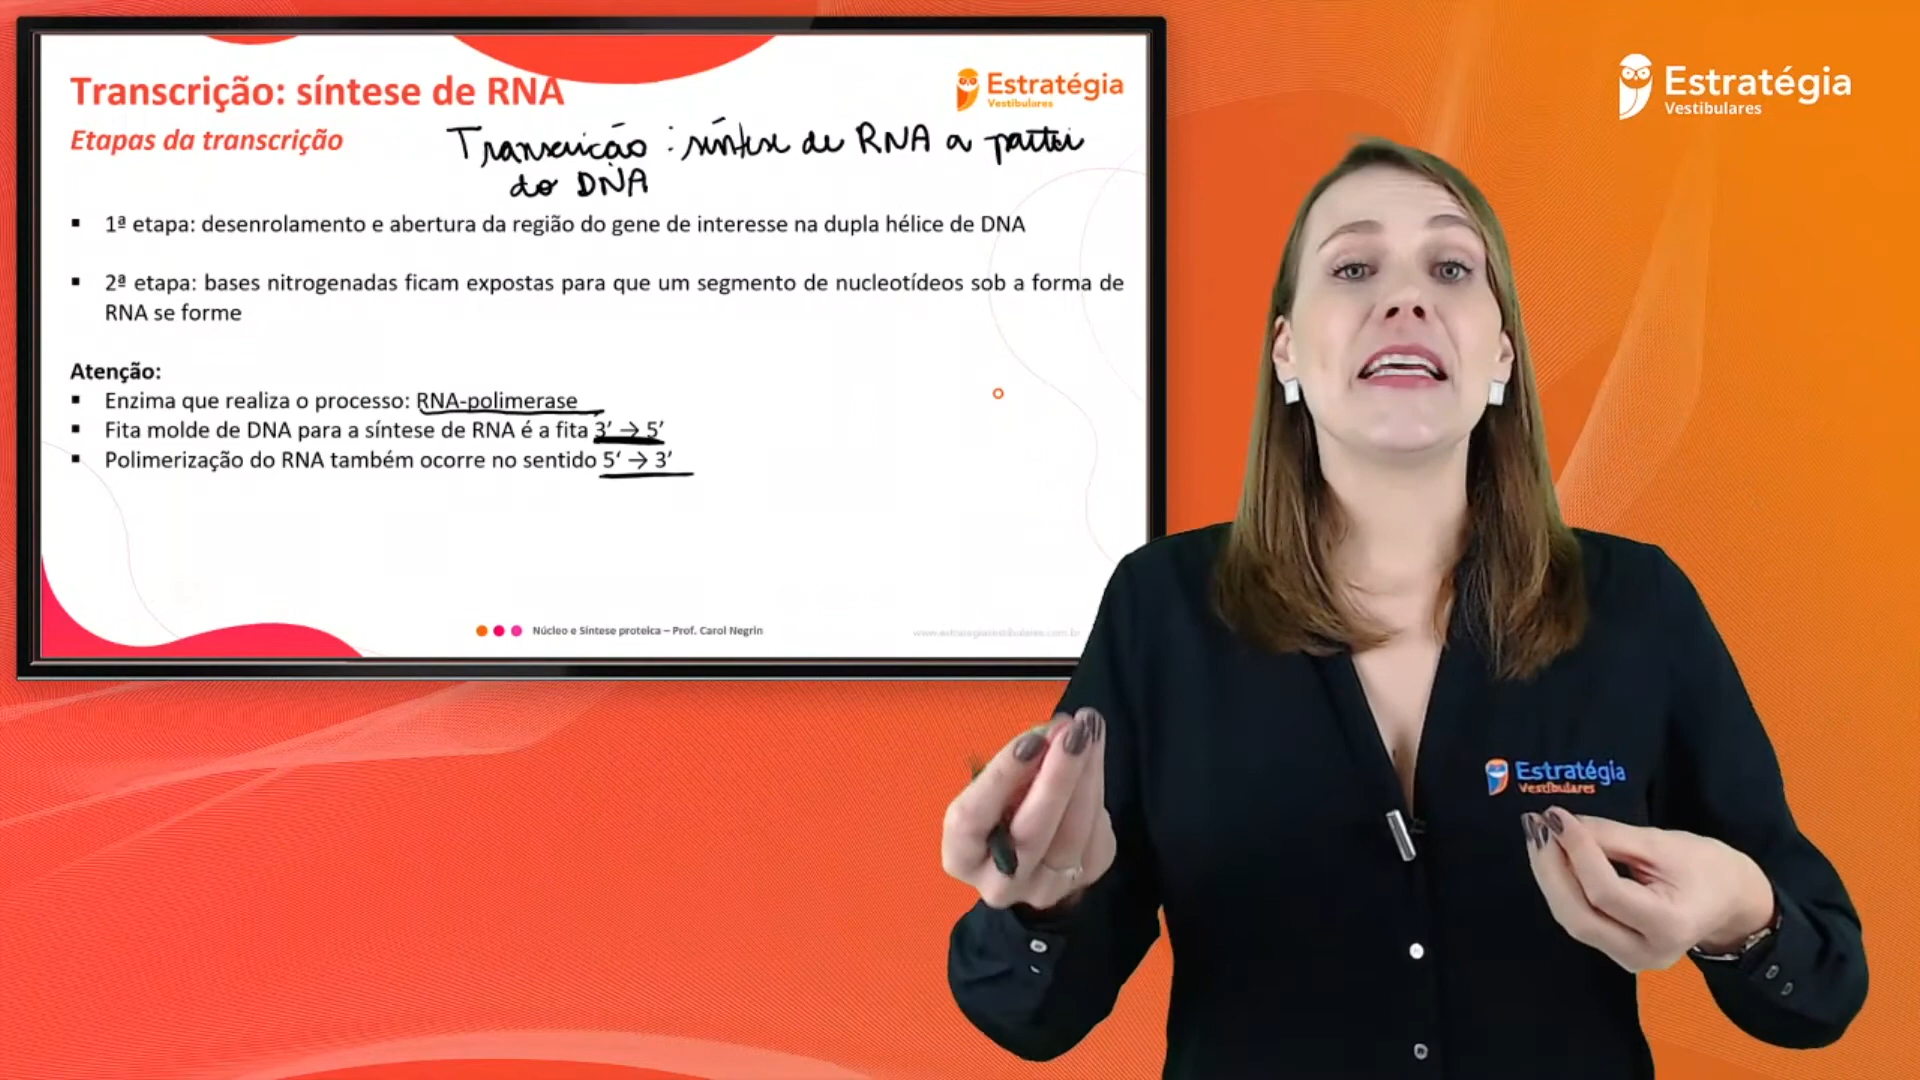 Transcrição: síntese de RNA
Etapas da transcrição
Estratégia
Vestibulares
Transcrição: síntese de RNA a partir
do DNA
▪ 1ª etapa: desenrolamento e abertura da região do gene de interesse na dupla hélice de DNA
▪ 2ª etapa: bases nitrogenadas ficam expostas para que um segmento de nucleotídeos sob a forma de
RNA se forme
Atenção:
▪ Enzima que realiza o processo: RNA-polimerase
▪ Fita molde de DNA para a síntese de RNA é a fita 3’ → 5’
▪ Polimerização do RNA também ocorre no sentido 5‘ → 3’
Núcleo e Síntese proteica – Prof. Carol Negrin
www.estrategiavestibulares.com.br
Estratégia
Vestibulares
Estratégia
Vestibulares